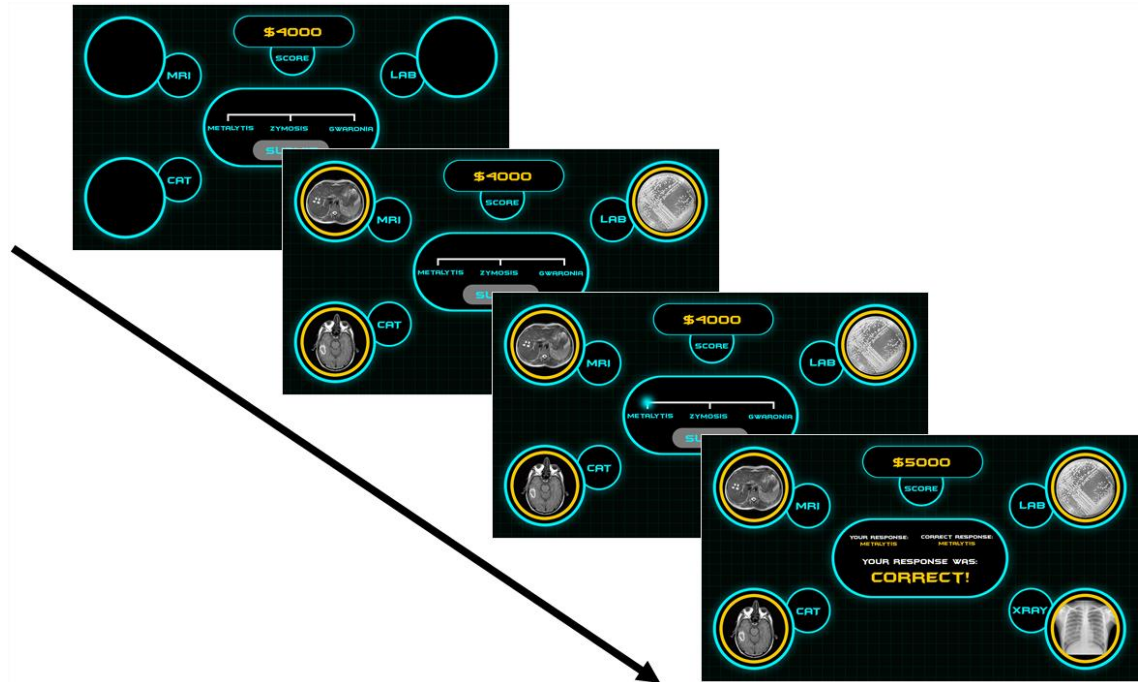 $4000
SCORE
MRI
LAB
METALYTIS ZYMOSIS GWARONIA
CAT
$4000
SCORE
MRI
LAB
METALYTIS ZYMOSIS GWARONIA
CAT
$4000
SCORE
MRI
LAB
METALYTIS ZYMOSIS GWARONIA
CAT
$5000
SCORE
MRI
LAB
YOUR RESPONSE: CORRECT RESPONSE:
METALYTIS METALYTIS
YOUR RESPONSE WAS:
CORRECT!
CAT
XRAY